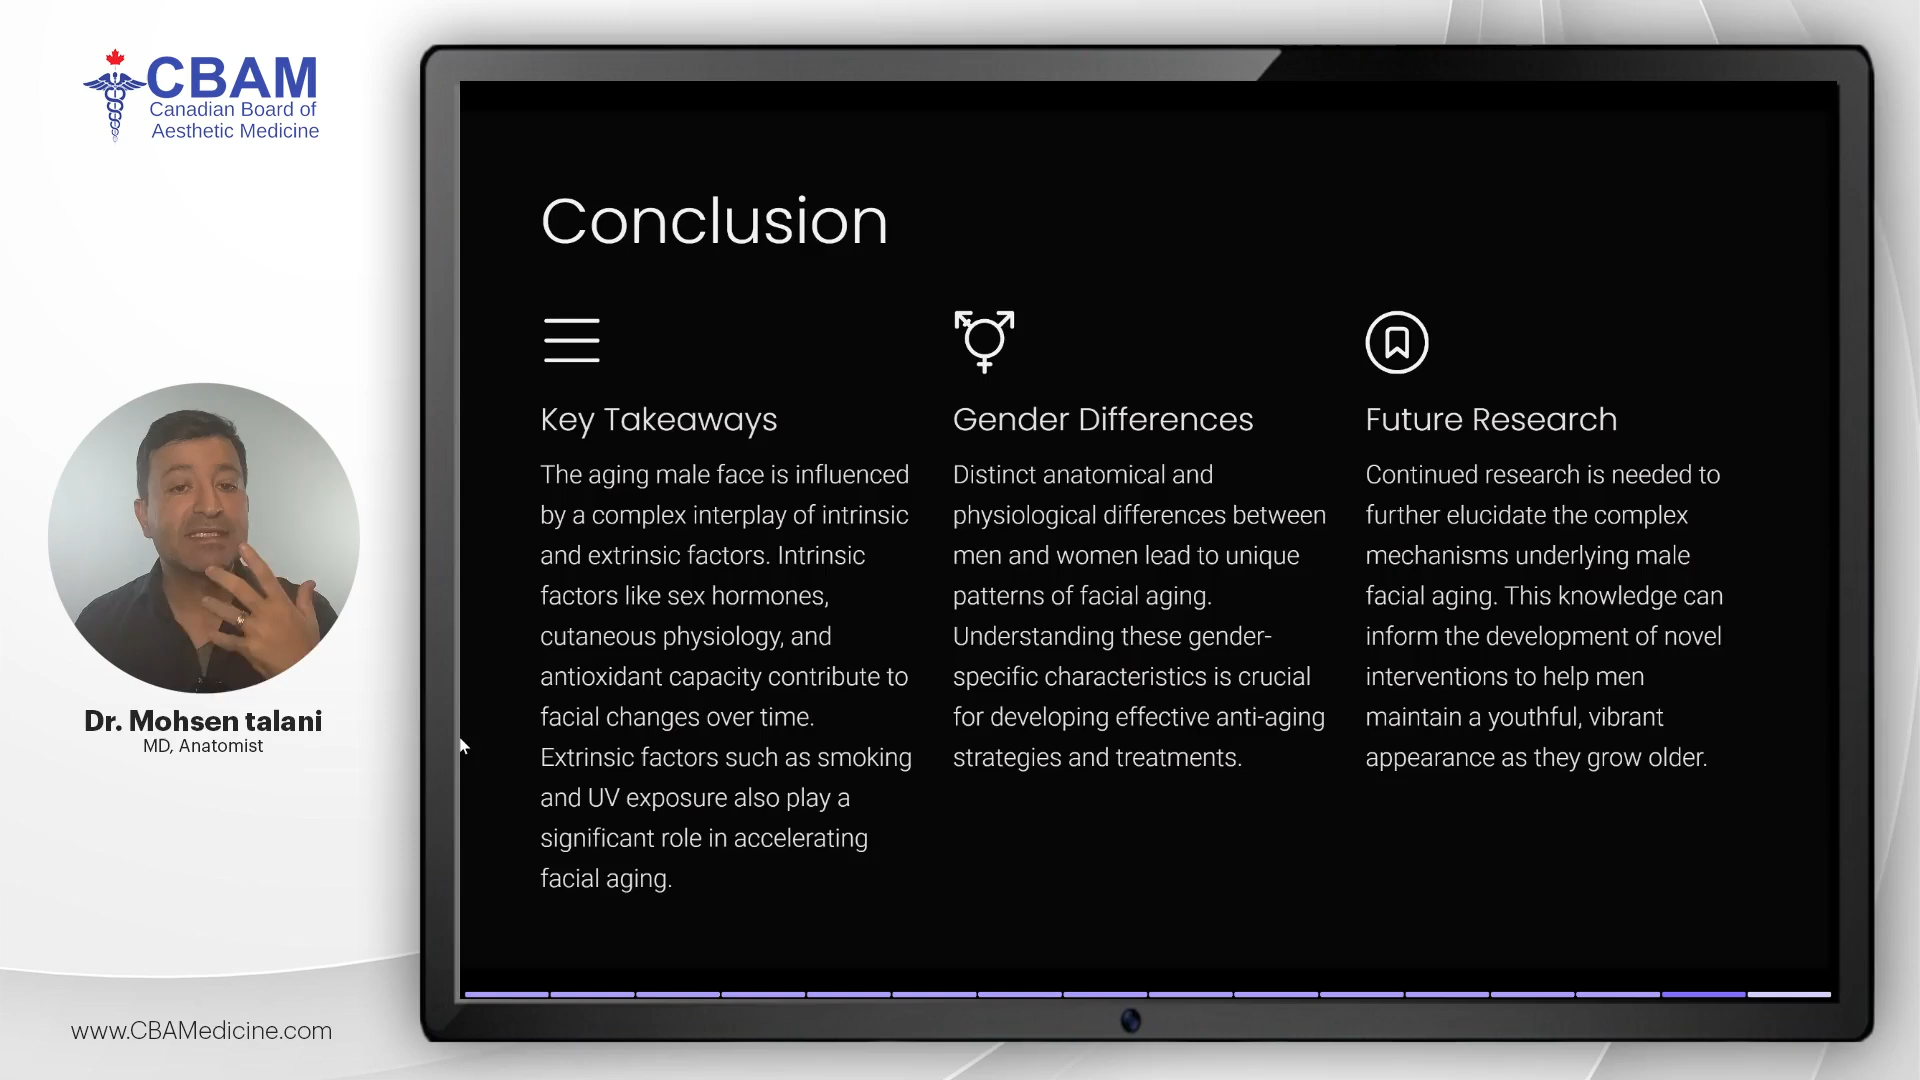 CBAM
Canadian Board of
Aesthetic Medicine
Conclusion
Key Takeaways
The aging male face is influenced
by a complex interplay of intrinsic
and extrinsic factors. Intrinsic
factors like sex hormones,
cutaneous physiology, and
antioxidant capacity contribute to
facial changes over time.
Extrinsic factors such as smoking
and UV exposure also play a
significant role in accelerating
facial aging.
Gender Differences
Distinct anatomical and
physiological differences between
men and women lead to unique
patterns of facial aging.
Understanding these gender-
specific characteristics is crucial
for developing effective anti-aging
strategies and treatments.
Future Research
Continued research is needed to
further elucidate the complex
mechanisms underlying male
facial aging. This knowledge can
inform the development of novel
interventions to help men
maintain a youthful, vibrant
appearance as they grow older.
Dr. Mohsen talani
MD, Anatomist
www.CBAMedicine.com